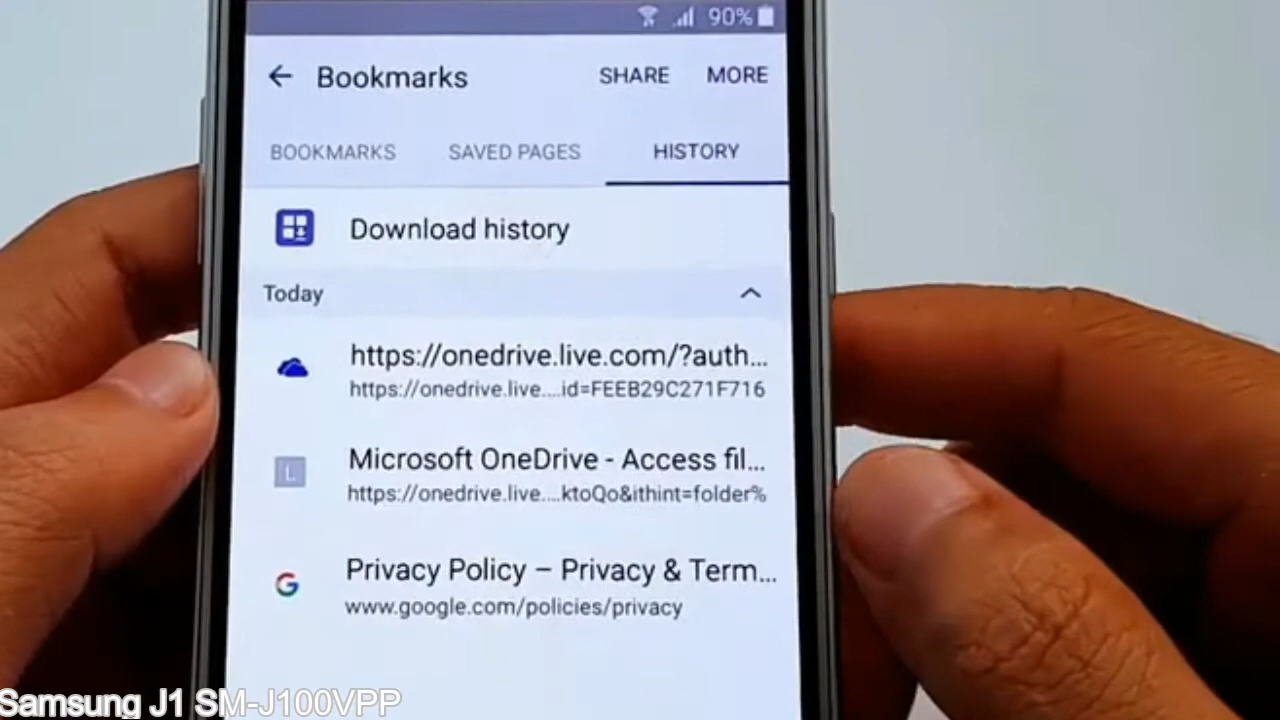 90%
Bookmarks SHARE MORE
BOOKMARKS SAVED PAGES HISTORY
Download history
Today
https://onedrive.live.com/?auth...
https://onedrive.live....id=FEEB29C271F716
L
Microsoft OneDrive - Access fil...
https://onedrive.live....ktoQo&ithint=folder%
G
Privacy Policy – Privacy & Term...
www.google.com/policies/privacy
Samsung J1 SM-J100VPP